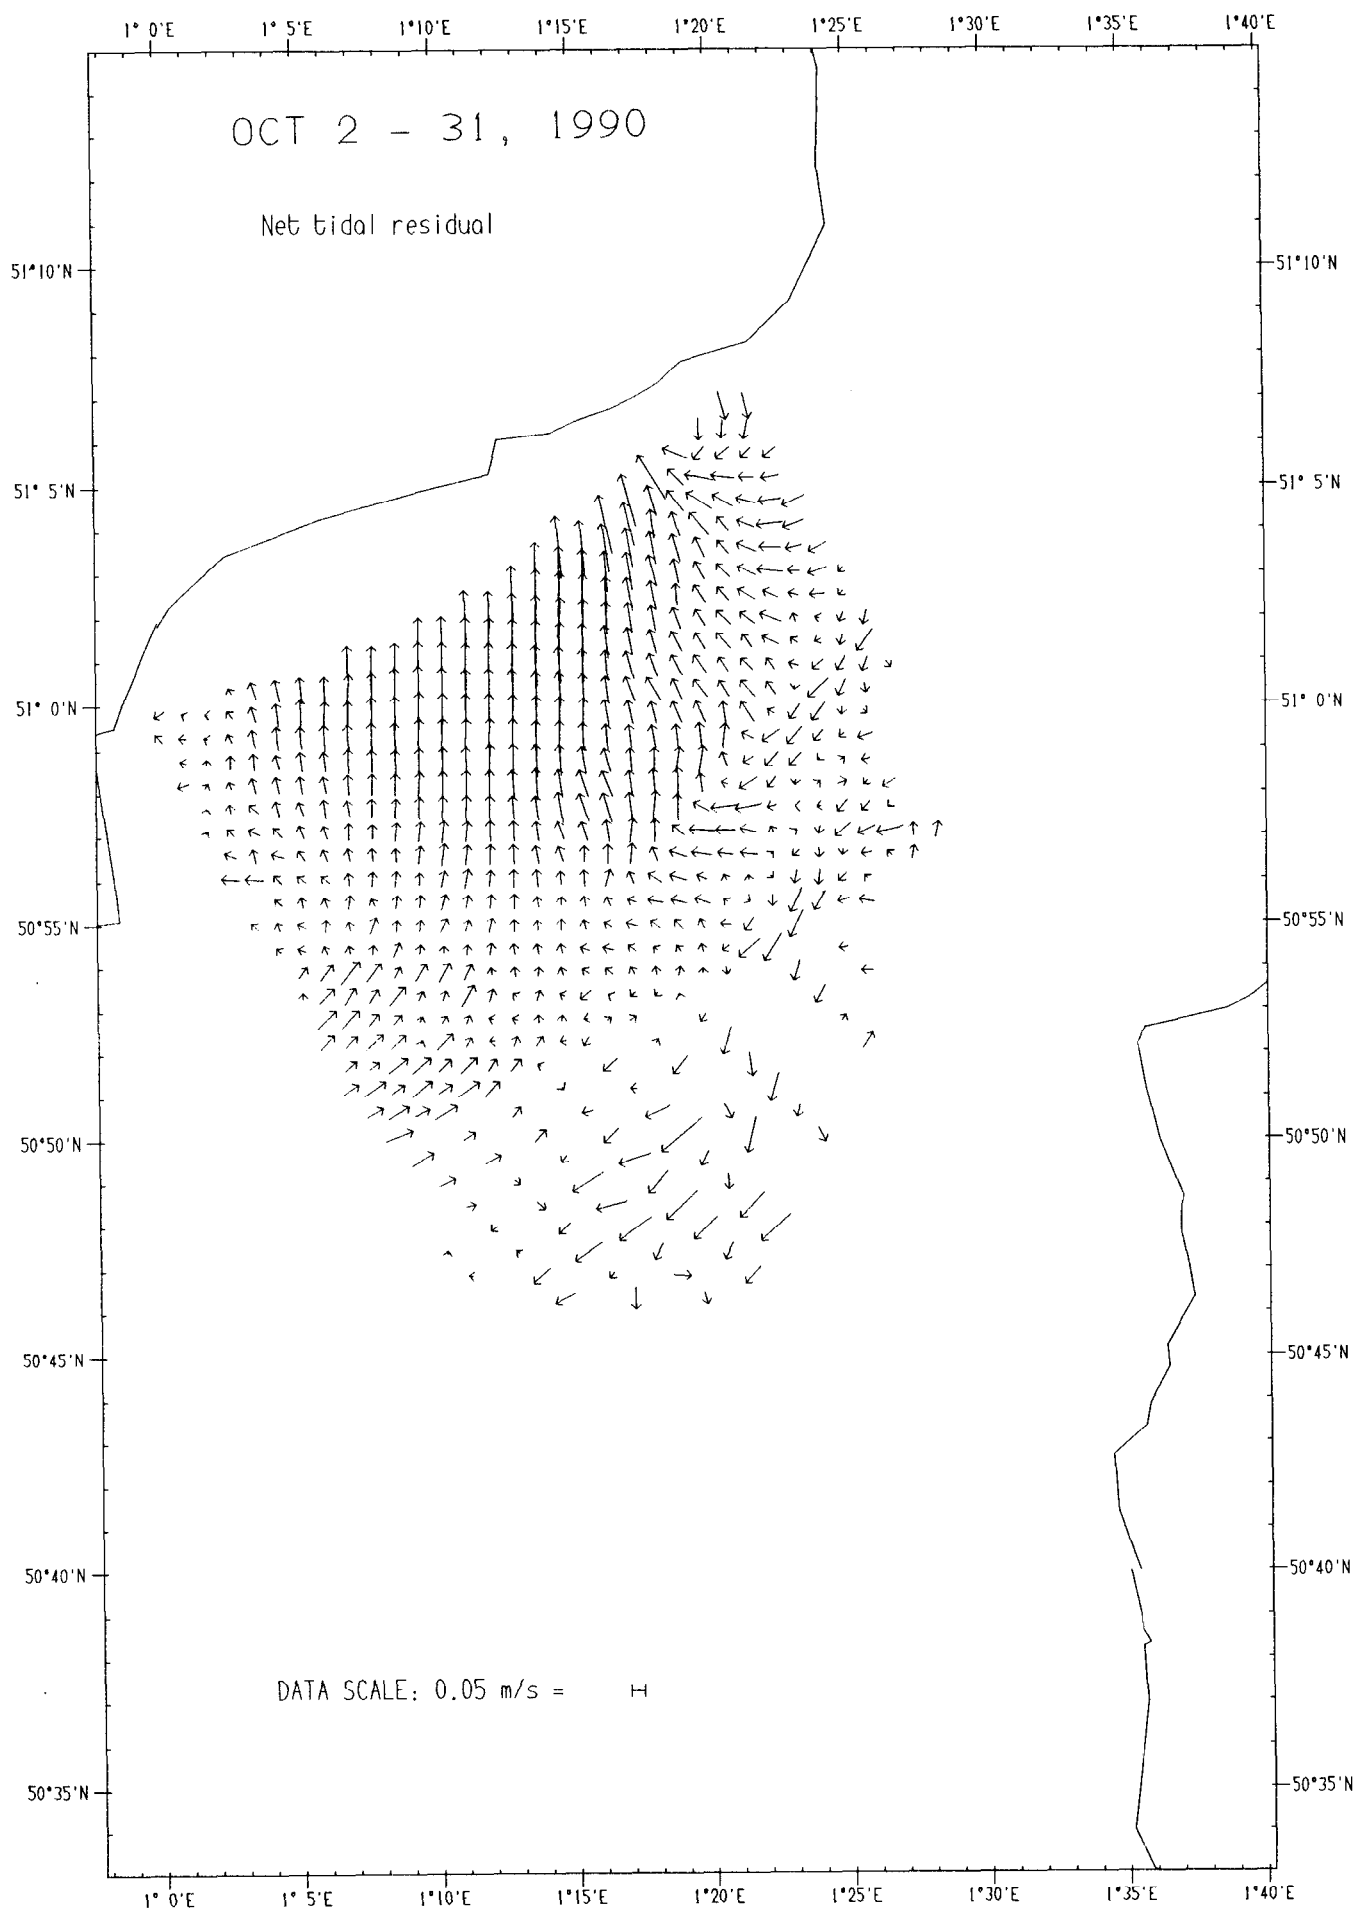 1° 0'E 1° 5'E 1°10'E 1°15'E 1°20'E 1°25'E 1°30'E 1°35'E 1°40'E
OCT 2 - 31, 1990
Net tidal residual
51°10'N 51°10'N
51° 5'N 51° 5'N
51° 0'N 51° 0'N
50°55'N 50°55'N
50°50'N 50°50'N
50°45'N 50°45'N
50°40'N 50°40'N
DATA SCALE: 0.05 m/s =
50°35'N 50°35'N
1° 0'E 1° 5'E 1°10'E 1°15'E 1°20'E 1°25'E 1°30'E 1°35'E 1°40'E